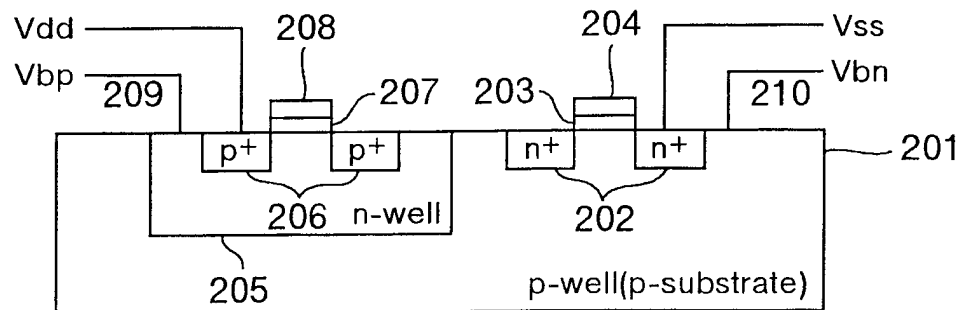 Vdd 208 204 Vss
Vbp 209 207 203 210 Vbn
p+ p+ n+ n+ 201
206 n-well 202
205 p-well(p-substrate)